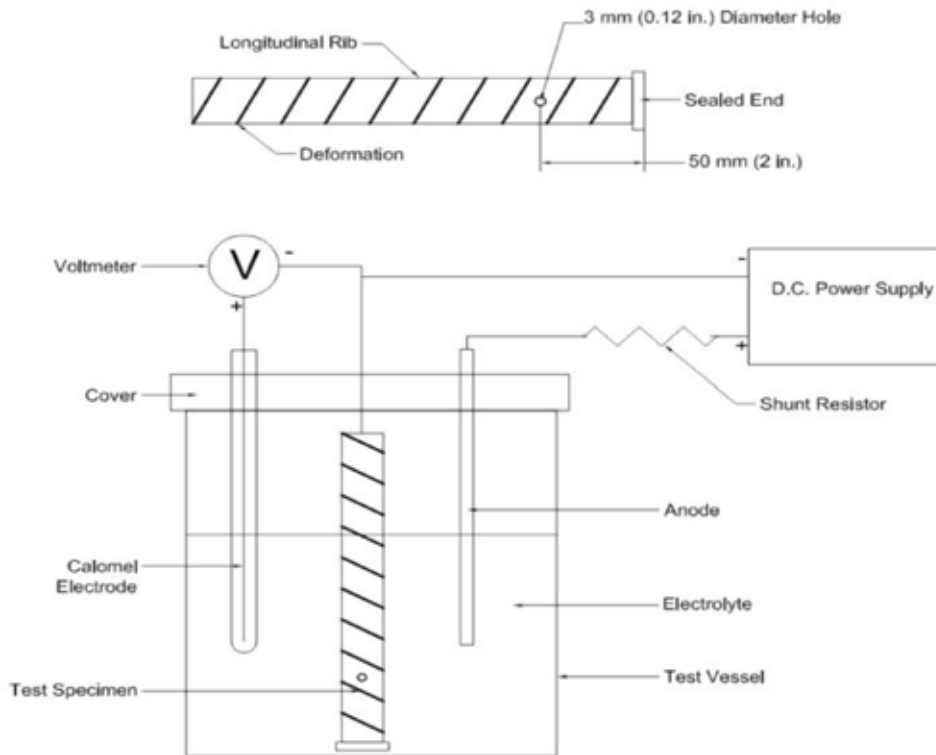 3 mm (0.12 in.) Diameter Hole
Longitudinal Rib
Sealed End
Deformation
50 mm (2 in.)
Voltmeter
V
-
+
-
D.C. Power Supply
+
Cover
Shunt Resistor
Anode
Calomel
Electrode
Electrolyte
Test Specimen
Test Vessel